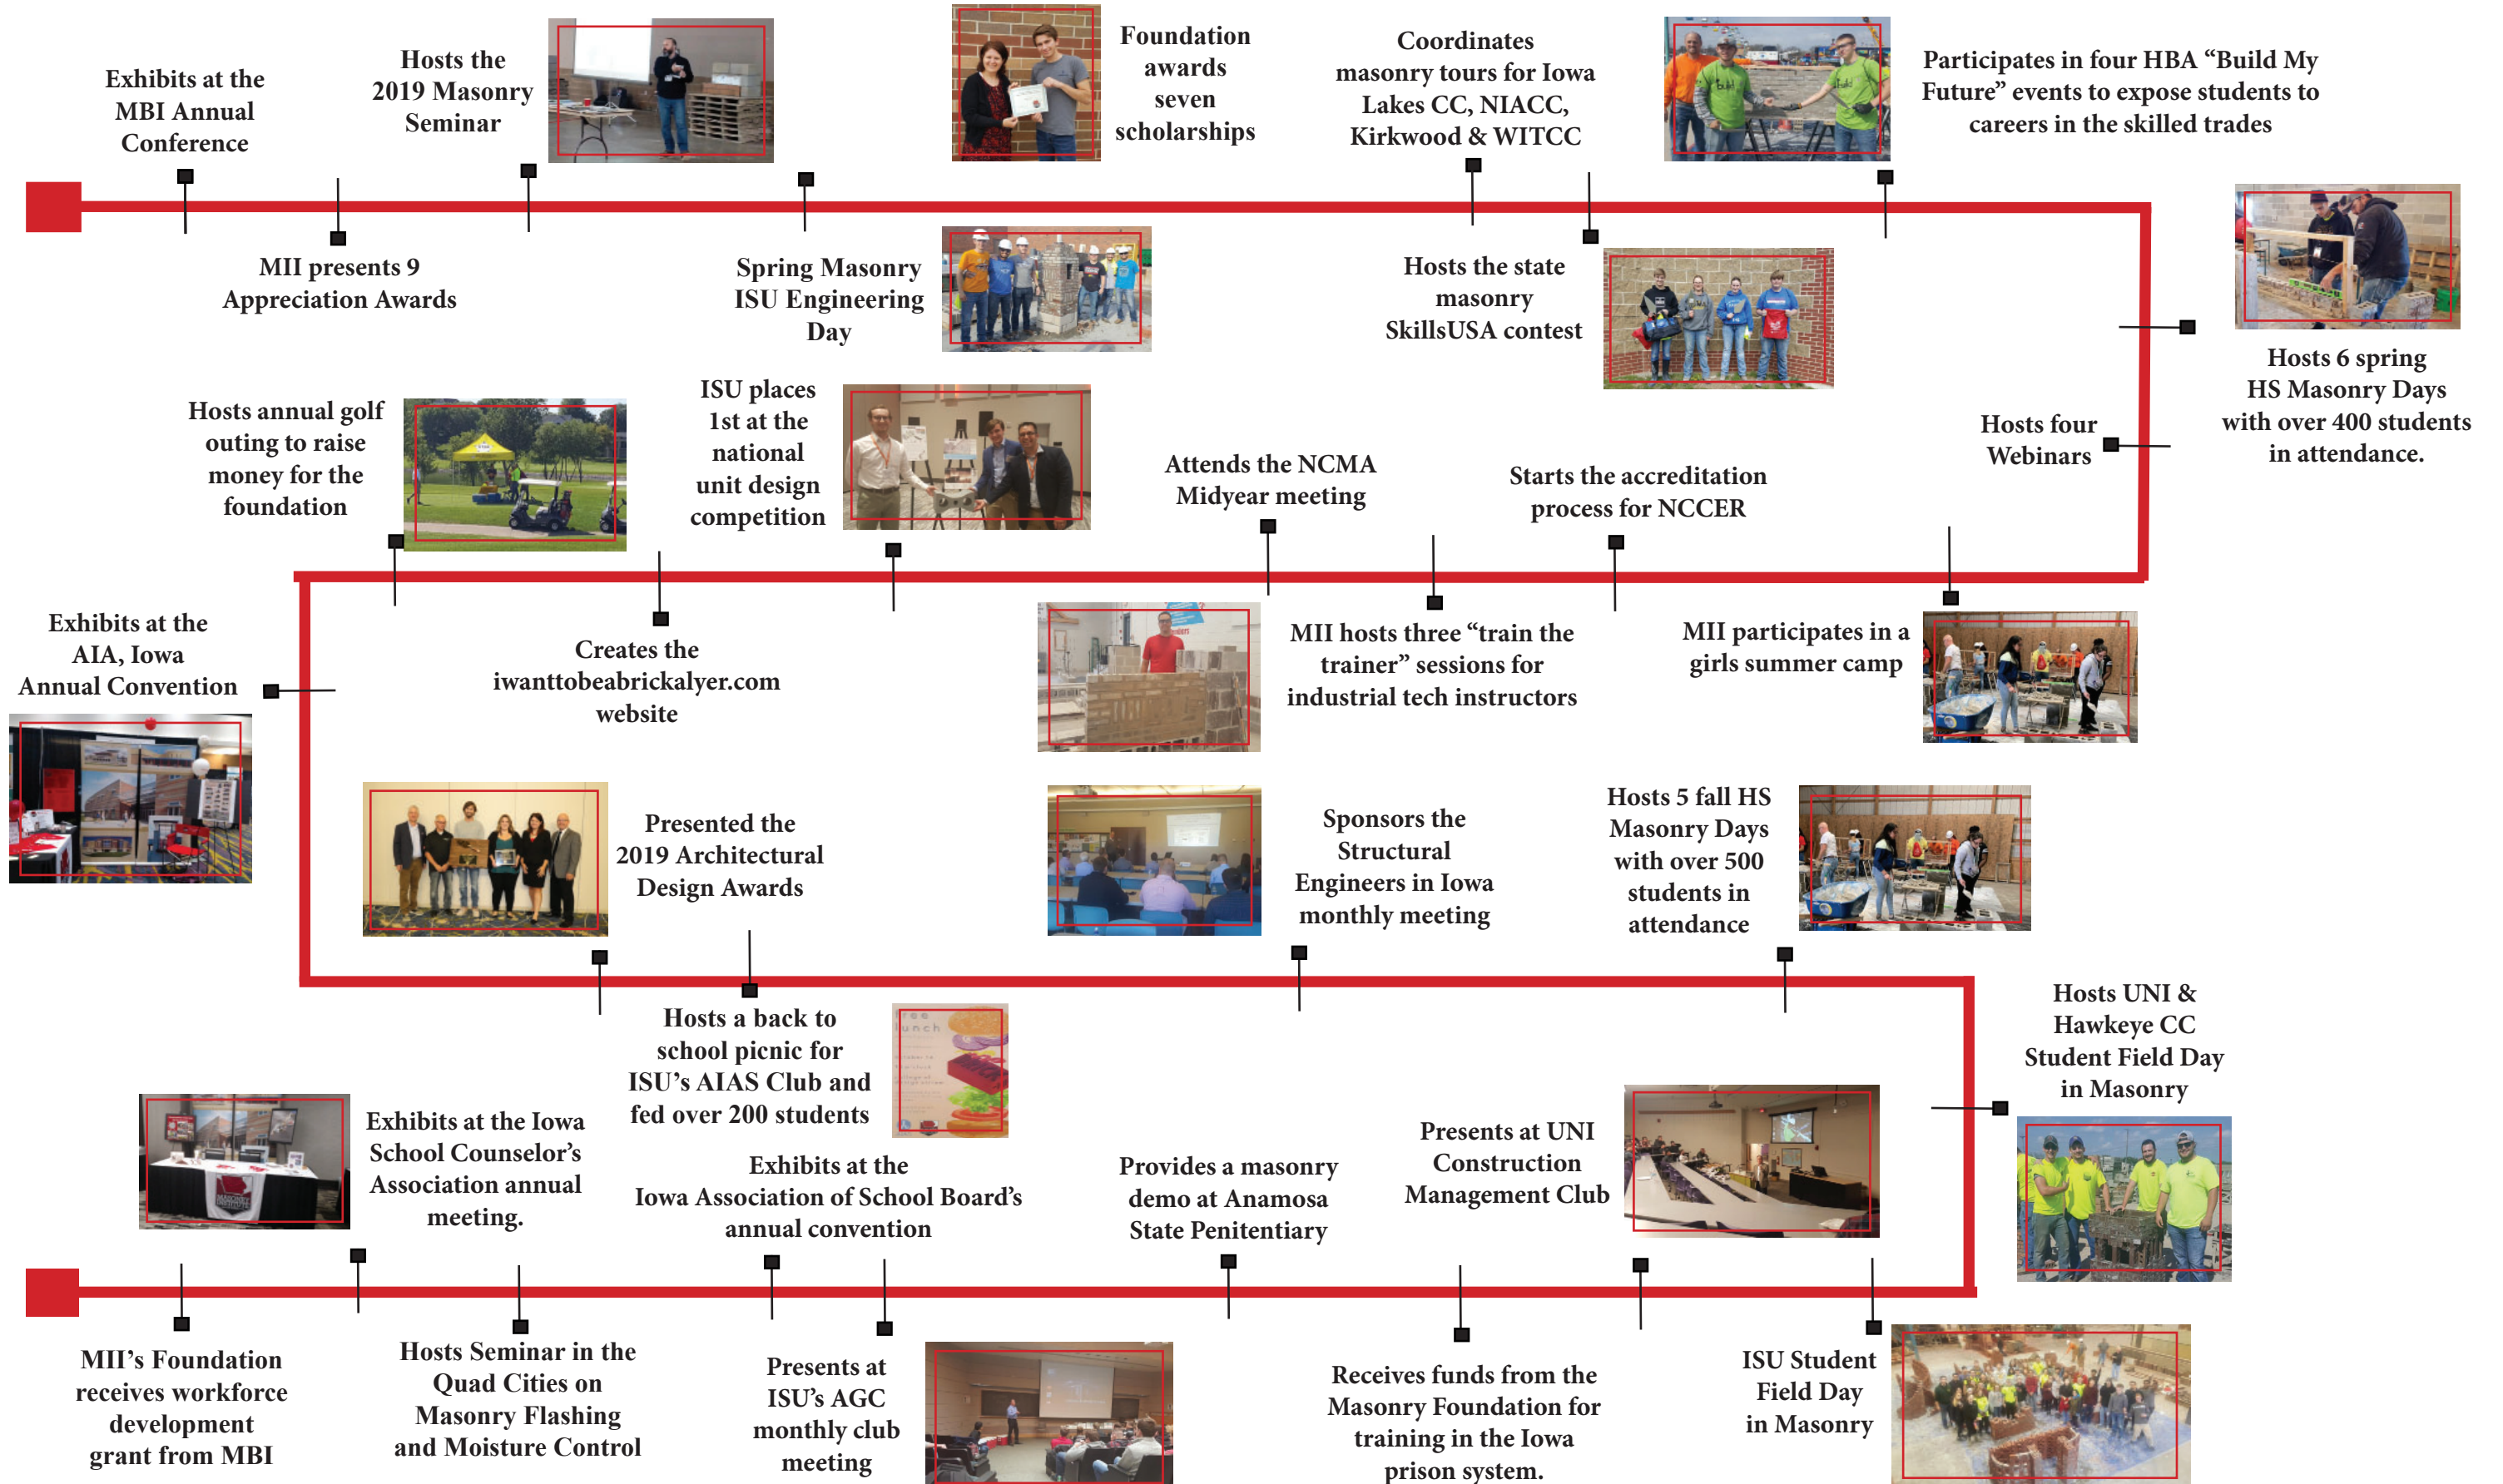 Exhibits at the
MBI Annual
Conference
MII presents 9
Appreciation Awards
Hosts the
2019 Masonry
Seminar
Spring Masonry
ISU Engineering
Day
Foundation
awards
seven
scholarships
Coordinates
masonry tours for Iowa
Lakes CC, NIACC,
Kirkwood & WITCC
Hosts the state
masonry
SkillsUSA contest
Participates in four HBA “Build My
Future” events to expose students to
careers in the skilled trades
Hosts 6 spring
HS Masonry Days
with over 400 students
in attendance.
Hosts four
Webinars
MII participates in a
girls summer camp
Starts the accreditation
process for NCCER
MII hosts three “train the
trainer” sessions for
industrial tech instructors
Attends the NCMA
Midyear meeting
ISU places
1st at the
national
unit design
competition
Creates the
iwanttobeabrickalyer.com
website
Hosts annual golf
outing to raise
money for the
foundation
Exhibits at the
AIA, Iowa
Annual Convention
Presented the
2019 Architectural
Design Awards
Hosts a back to
school picnic for
ISU’s AIAS Club and
fed over 200 students
free
lunch
Sponsors the
Structural
Engineers in Iowa
monthly meeting
Hosts 5 fall HS
Masonry Days
with over 500
students in
attendance
Hosts UNI &
Hawkeye CC
Student Field Day
in Masonry
ISU Student
Field Day
in Masonry
Presents at UNI
Construction
Management Club
Receives funds from the
Masonry Foundation for
training in the Iowa
prison system.
Provides a masonry
demo at Anamosa
State Penitentiary
Presents at
ISU’s AGC
monthly club
meeting
Exhibits at the
Iowa Association of School Board’s
annual convention
Hosts Seminar in the
Quad Cities on
Masonry Flashing
and Moisture Control
Exhibits at the Iowa
School Counselor’s
Association annual
meeting.
MASONRY
MII’s Foundation
receives workforce
development
grant from MBI